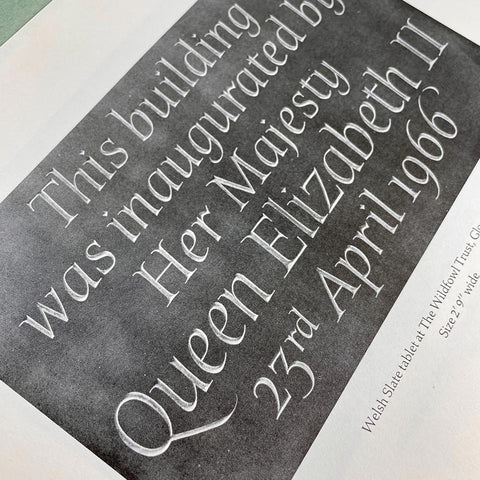 This building
was inaugurated by
Her Majesty
Queen Elizabeth II
23rd April 1966
Welsh Slate tablet at The Wildfowl Trust,
Size 2' 9" wide